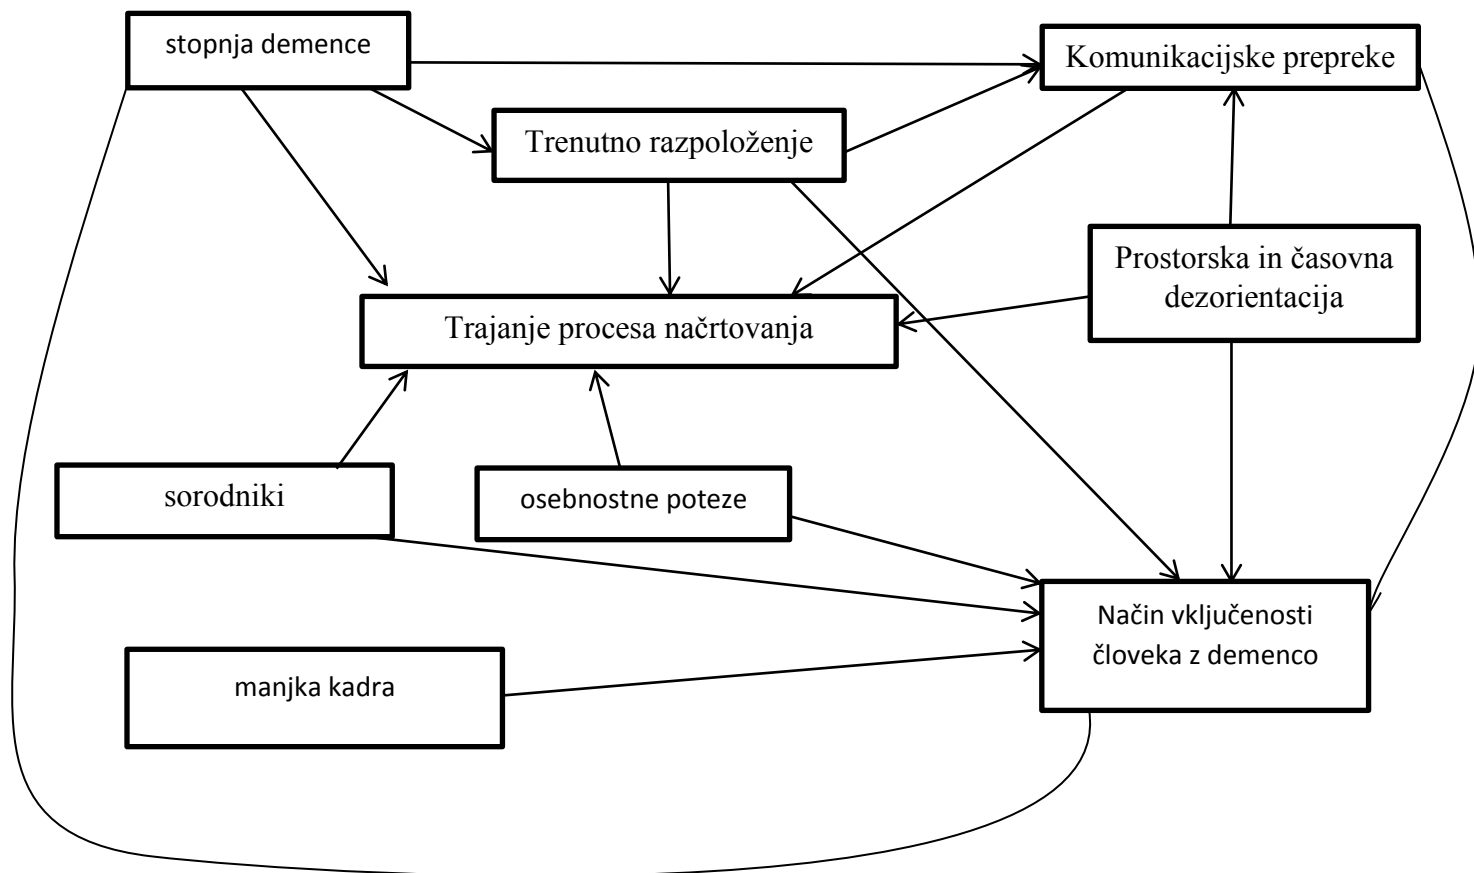 stopnja demence
Komunikacijske prepreke
Trenutno razpoloženje
Prostorska in časovna
dezorientacija
Trajanje procesa načrtovanja
sorodniki
osebnostne poteze
Način vključenosti
človeka z demenco
manjka kadra